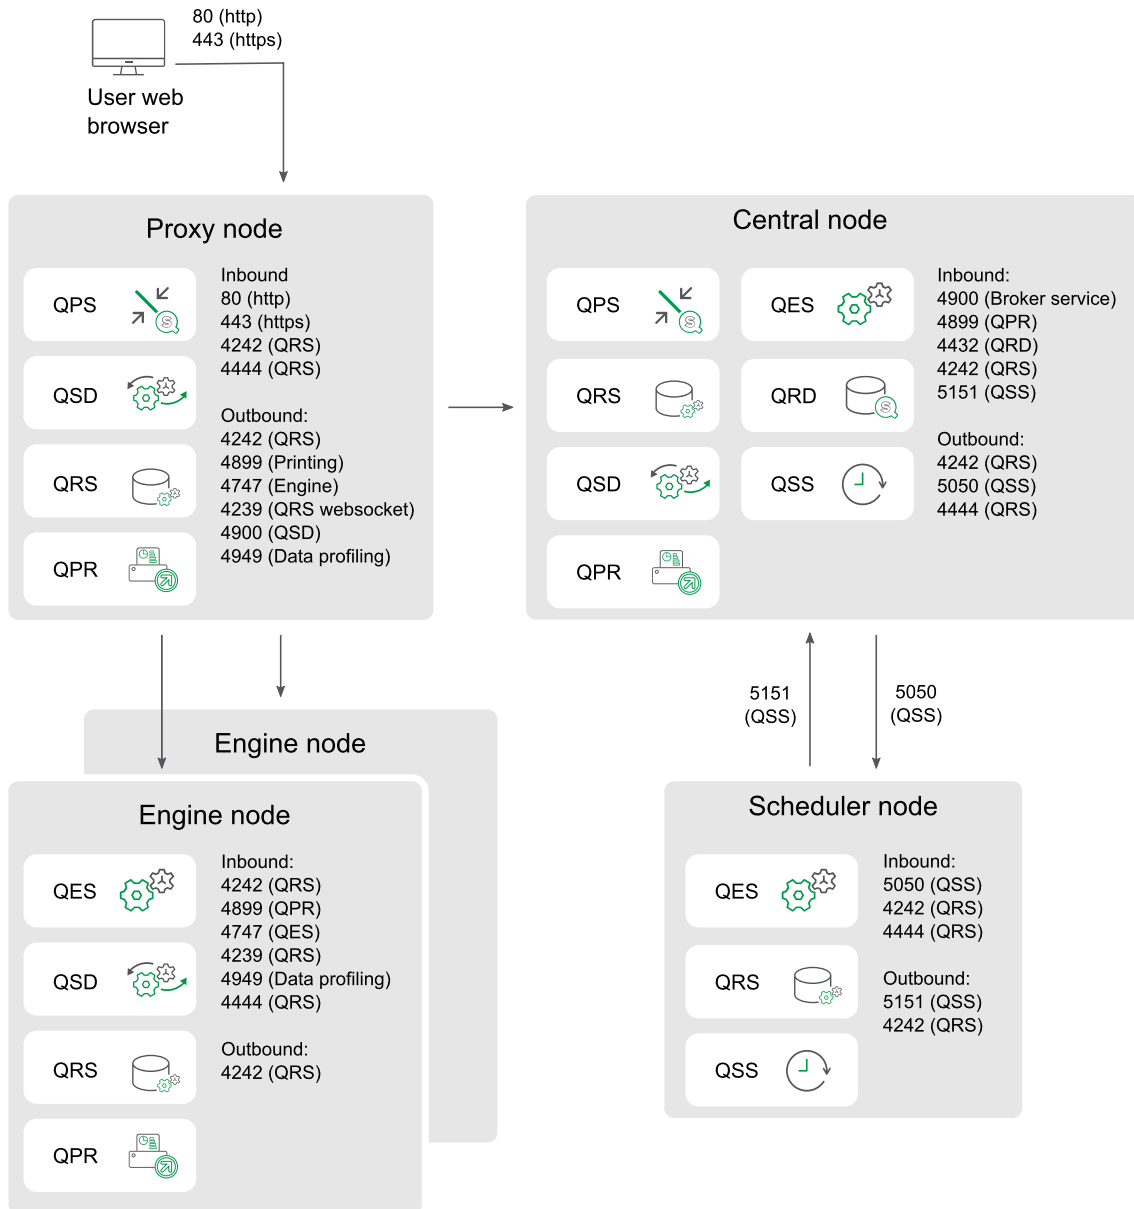 80 (http)
443 (https)
User web
browser
Proxy node
QPS
QSD
QRS
QPR
Inbound
80 (http)
443 (https)
4242 (QRS)
4444 (QRS)
Outbound:
4242 (QRS)
4899 (Printing)
4747 (Engine)
4239 (QRS websocket)
4900 (QSD)
4949 (Data profiling)
Central node
QPS
QES
QRS
QRD
QSD
QSS
QPR
Inbound:
4900 (Broker service)
4899 (QPR)
4432 (QRD)
4242 (QRS)
5151 (QSS)
Outbound:
4242 (QRS)
5050 (QSS)
4444 (QRS)
5151
(QSS)
5050
(QSS)
Engine node
Engine node
QES
QSD
QRS
QPR
Inbound:
4242 (QRS)
4899 (QPR)
4747 (QES)
4239 (QRS)
4949 (Data profiling)
4444 (QRS)
Outbound:
4242 (QRS)
Scheduler node
QES
QRS
QSS
Inbound:
5050 (QSS)
4242 (QRS)
4444 (QRS)
Outbound:
5151 (QSS)
4242 (QRS)